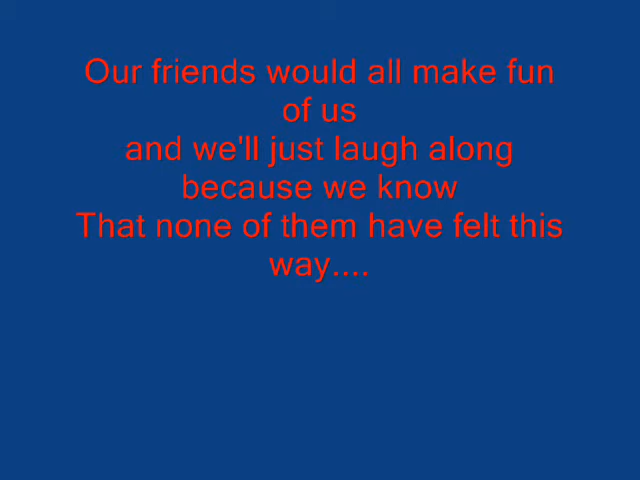 Our friends would all make fun
of us
and we'll just laugh along
because we know
That none of them have felt this
way....